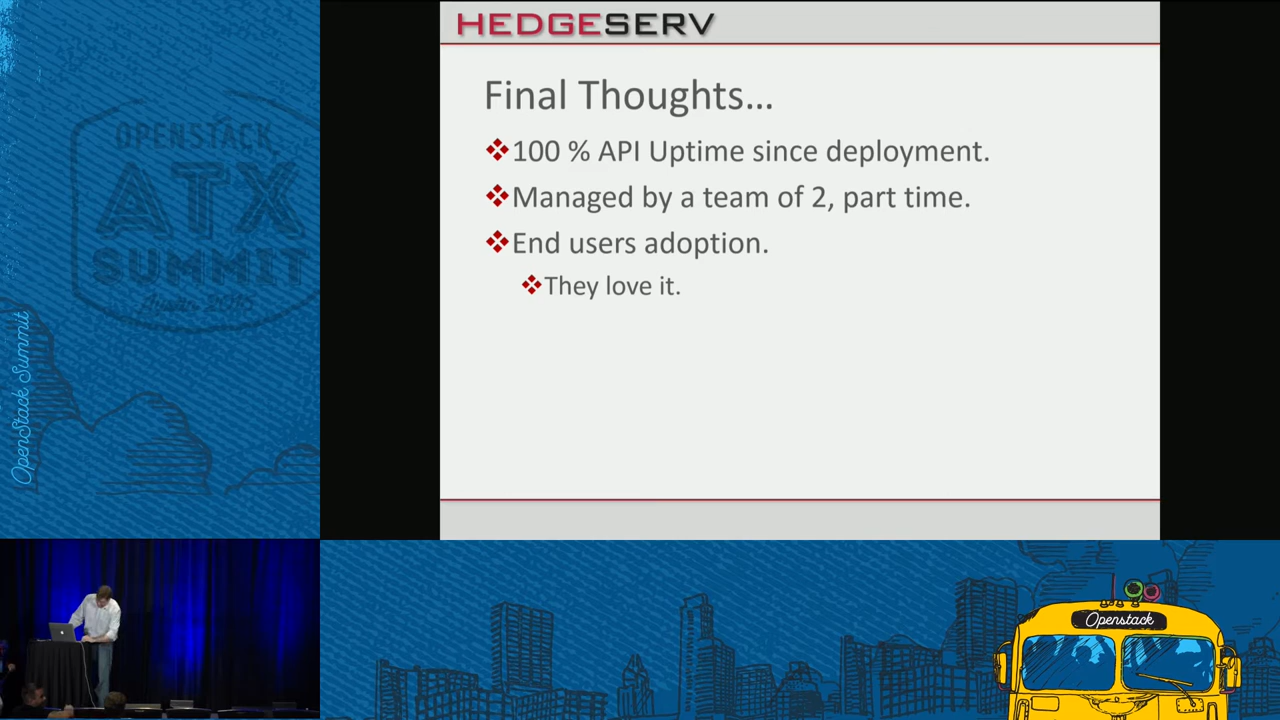 HEDGESERV
Final Thoughts…
100 % API Uptime since deployment.
Managed by a team of 2, part time.
End users adoption.
They love it.
OPENSTACK
ATX
SUMMIT
OpenStack Summit
Openstack